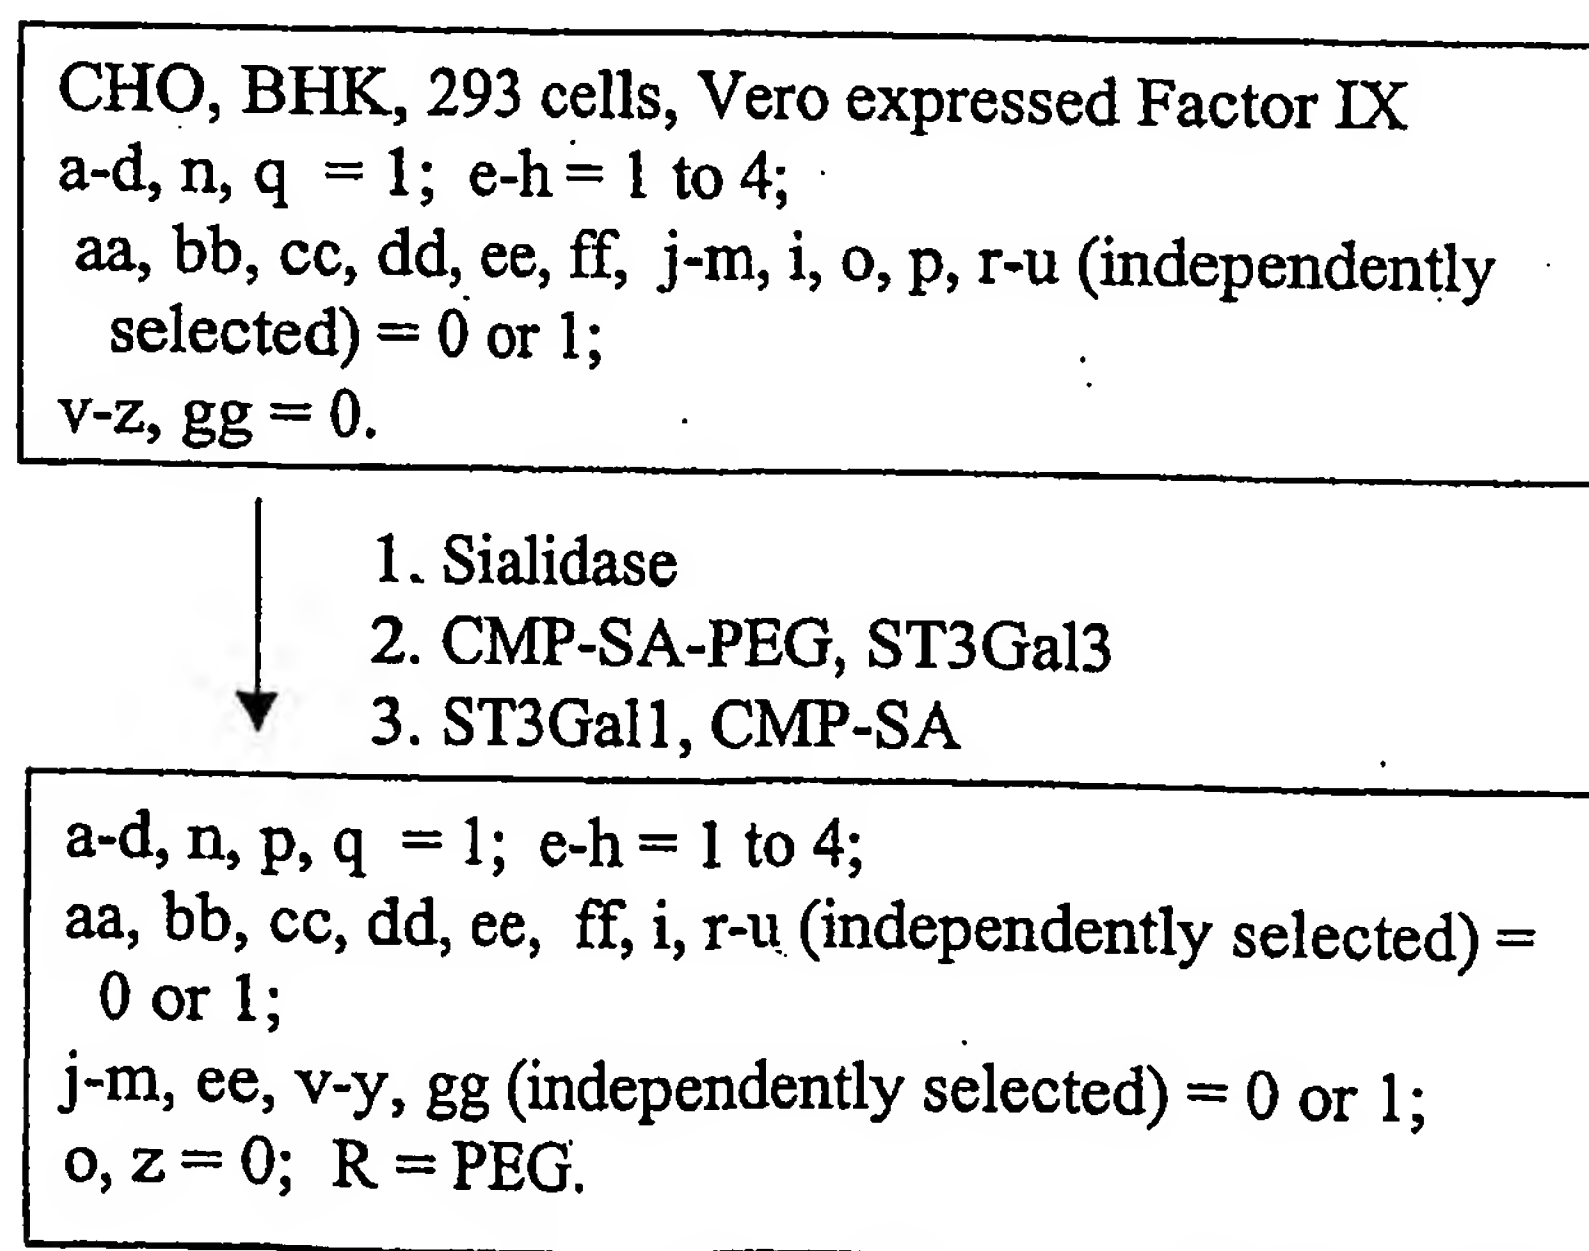 CHO, BHK, 293 cells, Vero expressed Factor IX
a-d, n, q = 1; e-h = 1 to 4;
aa, bb, cc, dd, ee, ff, j-m, i, o, p, r-u (independently
selected) = 0 or 1;
v-z, gg = 0.
1. Sialidase
2. CMP-SA-PEG, ST3Gal3
3. ST3Gal1, CMP-SA
a-d, n, p, q = 1; e-h = 1 to 4;
aa, bb, cc, dd, ee, ff, i, r-u (independently selected) =
0 or 1;
j-m, ee, v-y, gg (independently selected) = 0 or 1;
o, z = 0; R = PEG.